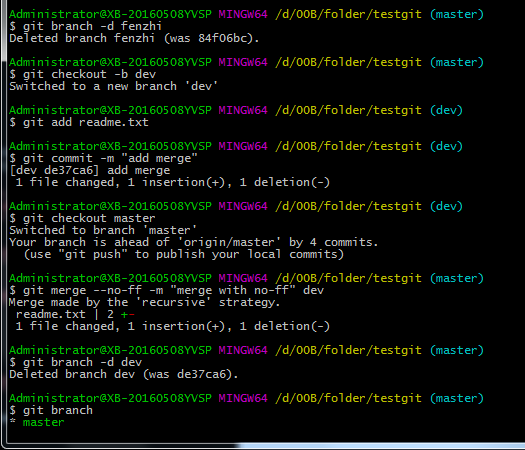 Administrator@XB-20160508YVSP MINGW64 /d/OOB/folder/testgit (master)
$ git branch -d fenzhi
Deleted branch fenzhi (was 84f06bc).
Administrator@XB-20160508YVSP MINGW64 /d/OOB/folder/testgit (master)
$ git checkout -b dev
Switched to a new branch 'dev'
Administrator@XB-20160508YVSP MINGW64 /d/OOB/folder/testgit (dev)
$ git add readme.txt
Administrator@XB-20160508YVSP MINGW64 /d/OOB/folder/testgit (dev)
$ git commit -m "add merge"
[dev de37ca6] add merge
 1 file changed, 1 insertion(+), 1 deletion(-)
Administrator@XB-20160508YVSP MINGW64 /d/OOB/folder/testgit (dev)
$ git checkout master
Switched to branch 'master'
Your branch is ahead of 'origin/master' by 4 commits.
  (use "git push" to publish your local commits)
Administrator@XB-20160508YVSP MINGW64 /d/OOB/folder/testgit (master)
$ git merge --no-ff -m "merge with no-ff" dev
Merge made by the 'recursive' strategy.
 readme.txt | 2 +-
 1 file changed, 1 insertion(+), 1 deletion(-)
Administrator@XB-20160508YVSP MINGW64 /d/OOB/folder/testgit (master)
$ git branch -d dev
Deleted branch dev (was de37ca6).
Administrator@XB-20160508YVSP MINGW64 /d/OOB/folder/testgit (master)
$ git branch
* master